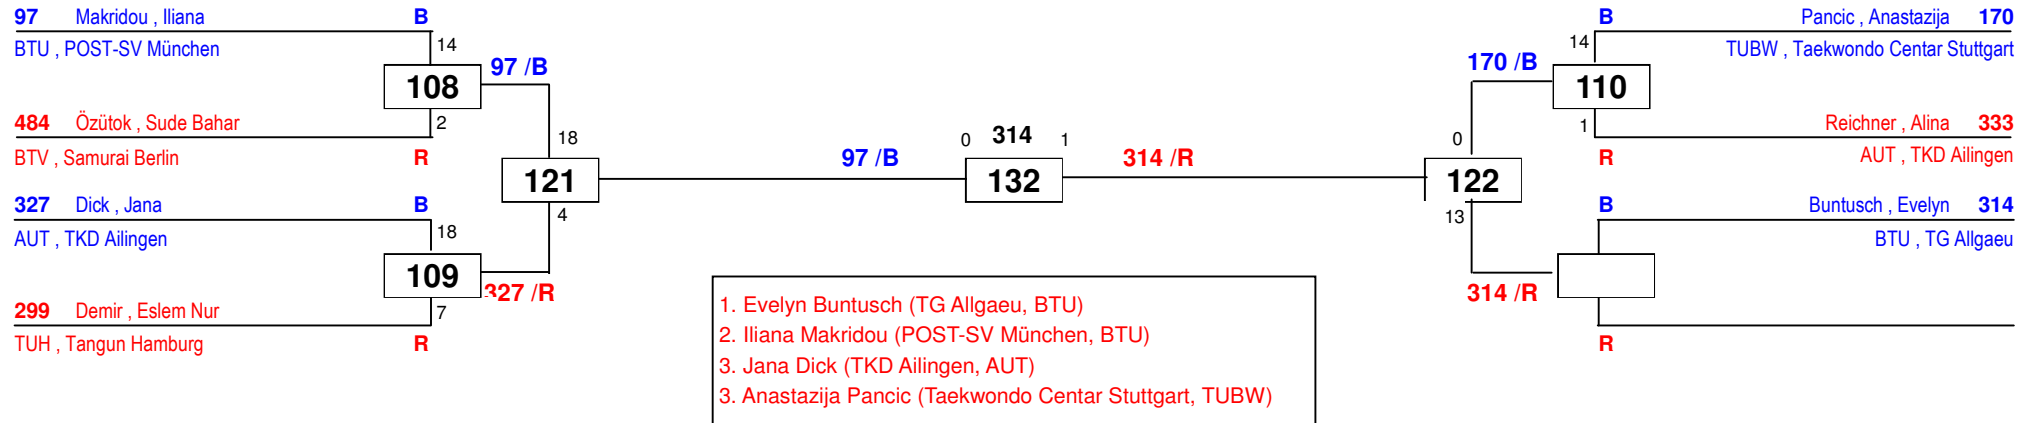 97 Makridou , Iliana B
BTU , POST-SV München
14
108
97 /B
2
484 Özütok , Sude Bahar
BTV , Samurai Berlin R
18
121
4
327 Dick , Jana B
AUT , TKD Ailingen
18
109
327 /R
7
299 Demir , Eslem Nur
TUH , Tangun Hamburg R
97 /B
0 314 1
132
314 /R
B Pancic , Anastazija 170
TUBW , Taekwondo Centar Stuttgart
14
170 /B
110
1
Reichner , Alina 333
R AUT , TKD Ailingen
0
122
13
B Buntusch , Evelyn 314
BTU , TG Allgaeu
314 /R
R
1. Evelyn Buntusch (TG Allgaeu, BTU)
2. Iliana Makridou (POST-SV München, BTU)
3. Jana Dick (TKD Ailingen, AUT)
3. Anastazija Pancic (Taekwondo Centar Stuttgart, TUBW)